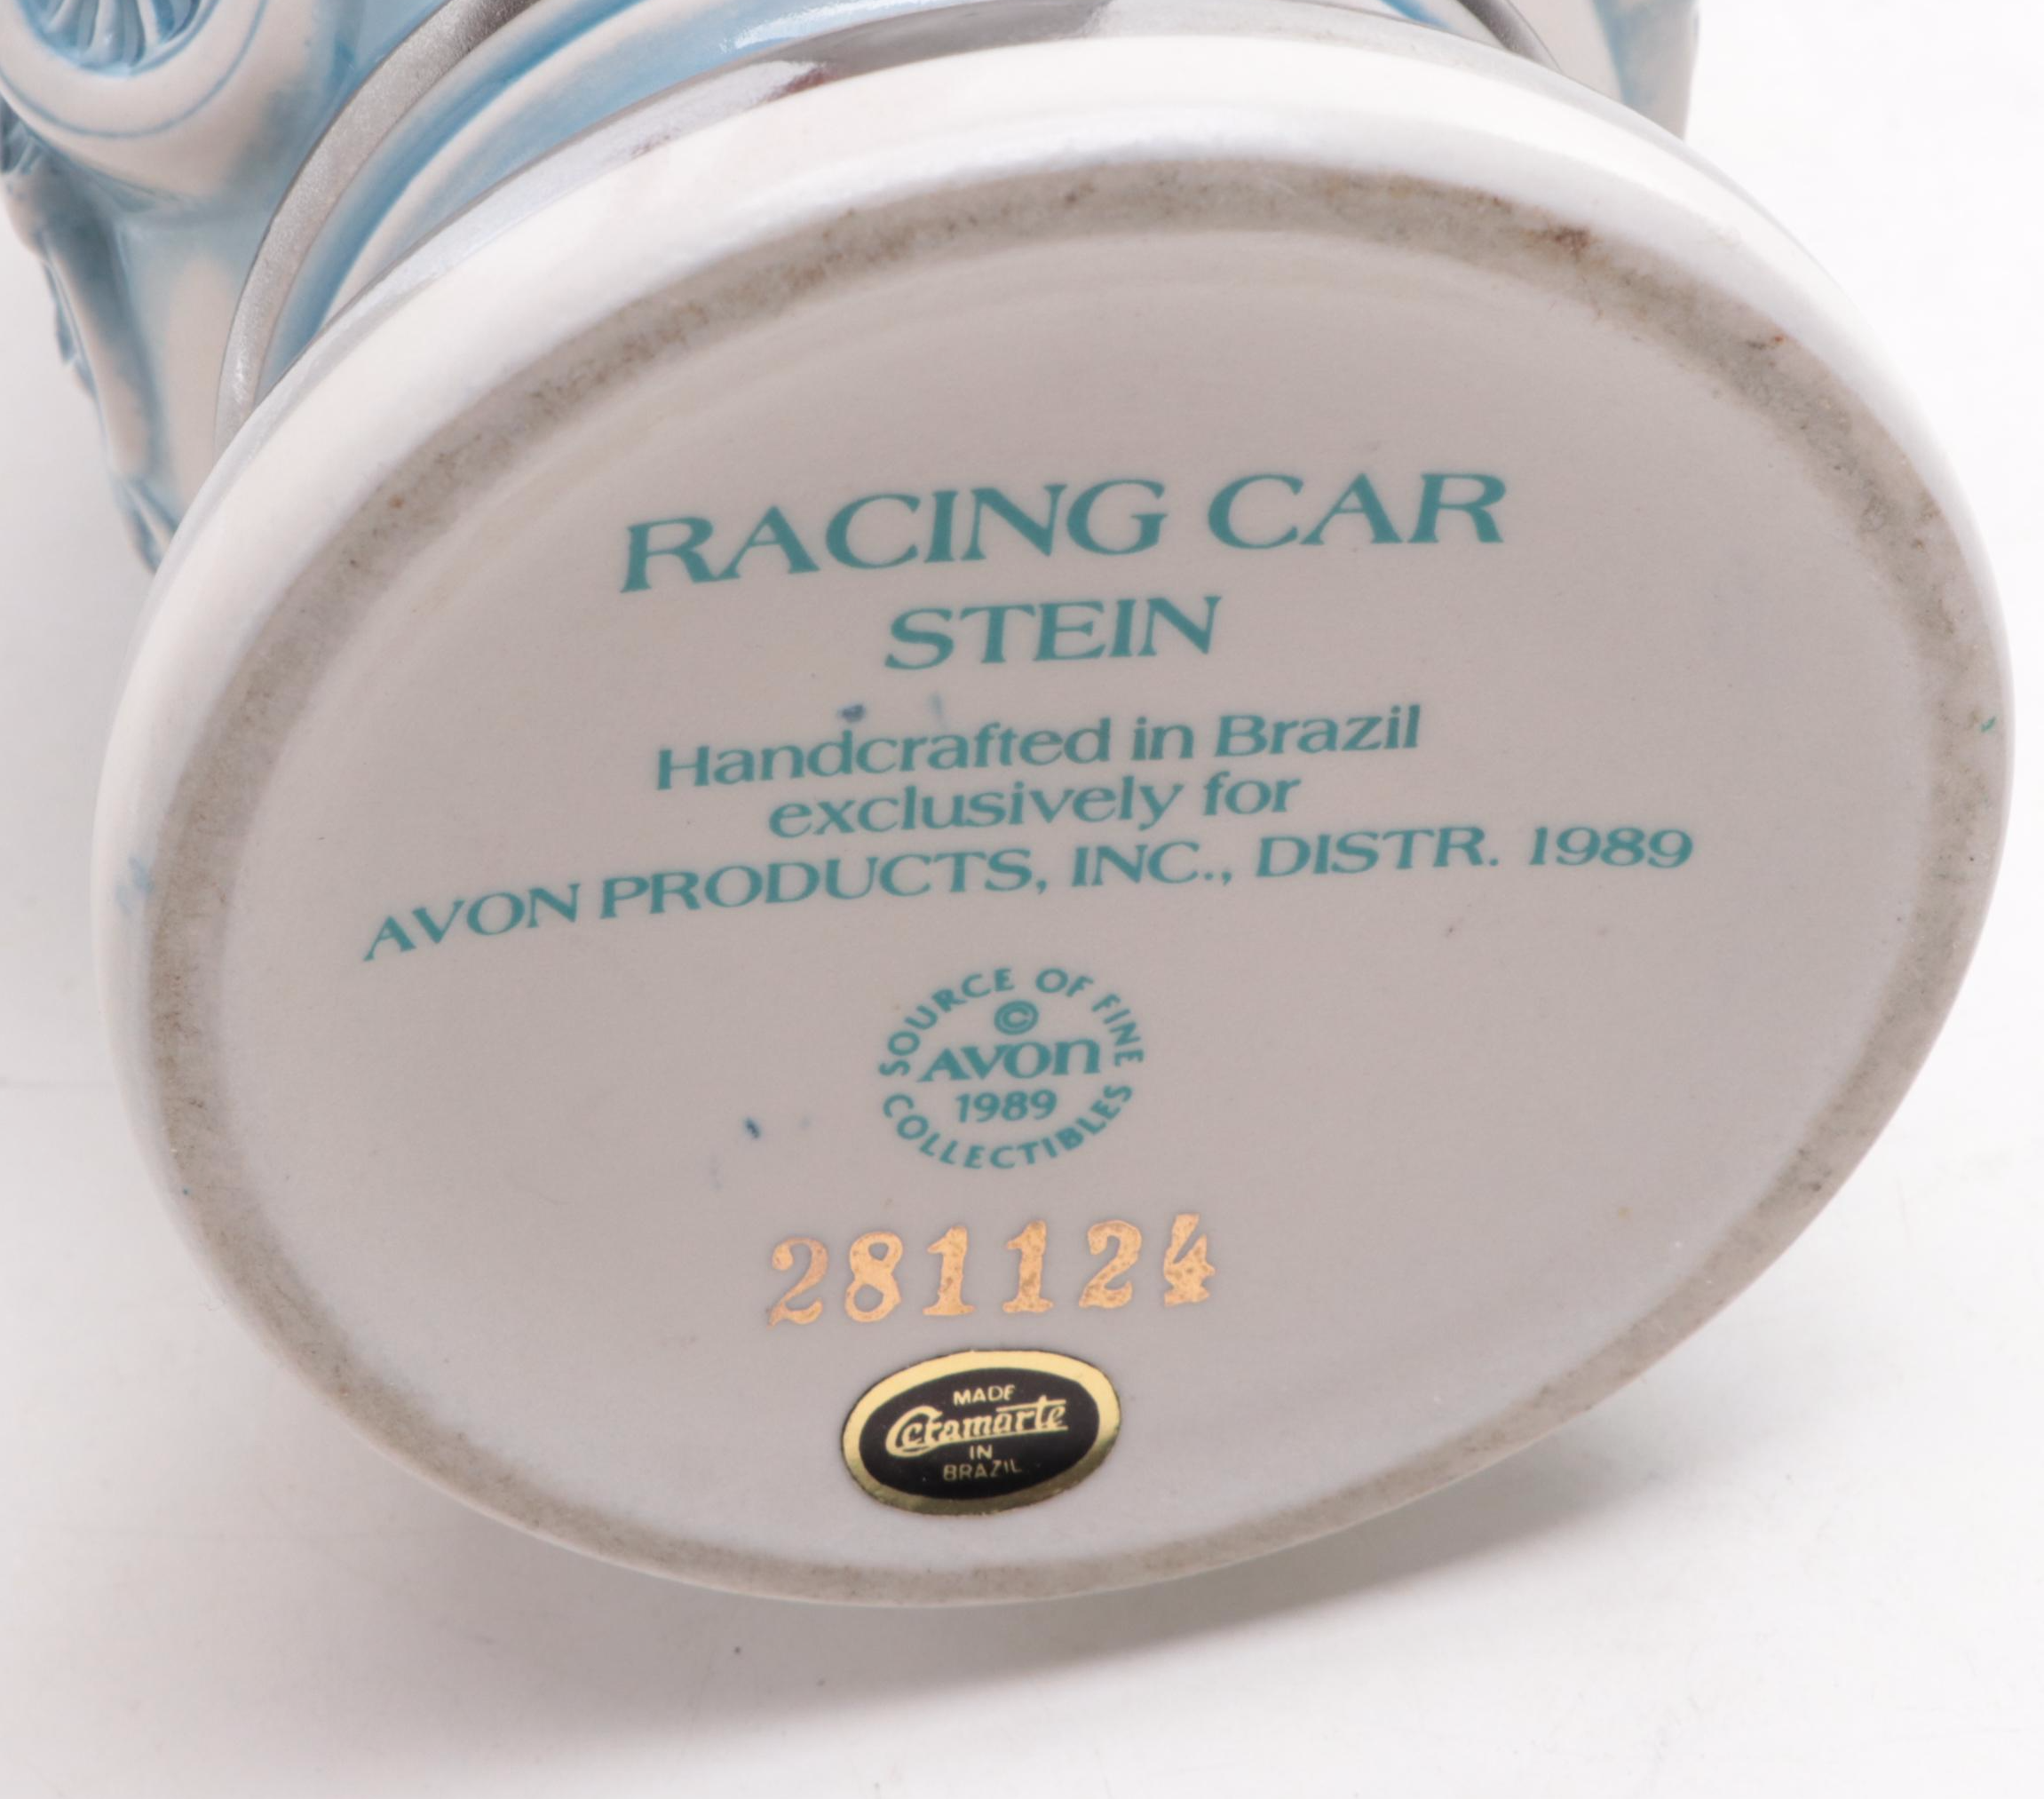 RACING CAR
STEIN
Handcrafted in Brazil
exclusively for
AVON PRODUCTS, INC., DISTR. 1989
SOURCE OF FINE
©
AVON
1989
COLLECTIBLES
281124
MADE
Ceramarte
IN
BRAZIL